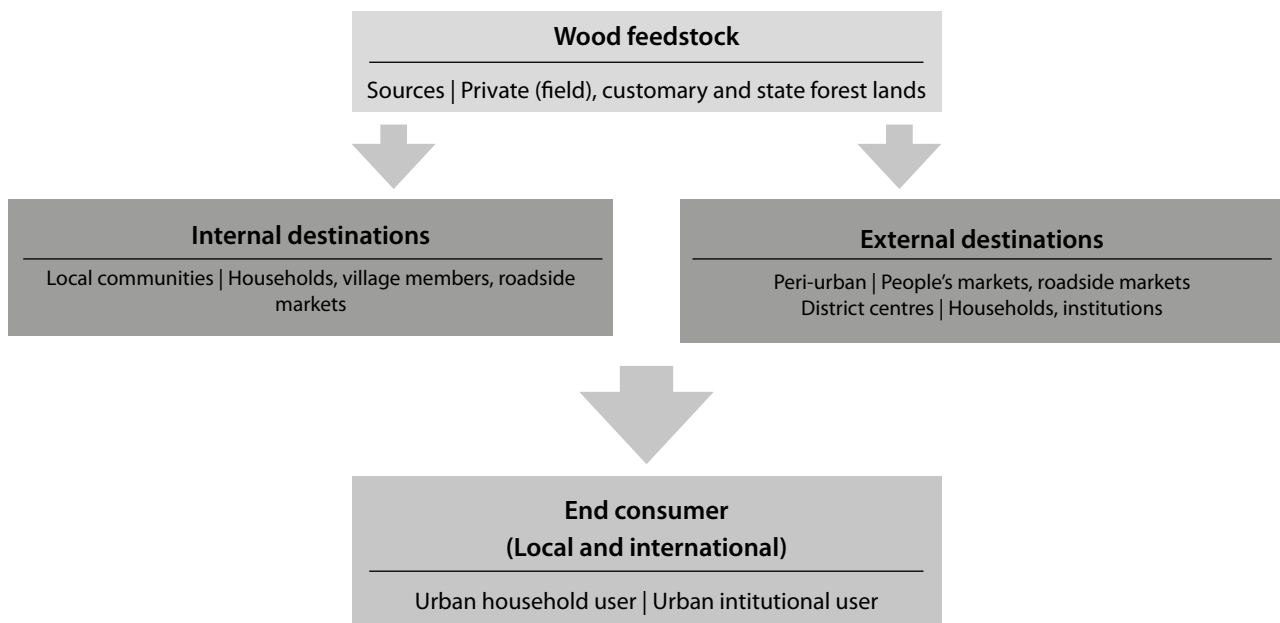 Wood feedstock
Sources | Private (field), customary and state forest lands
Internal destinations
Local communities | Households, village members, roadside
markets
External destinations
Peri-urban | People's markets, roadside markets
District centres | Households, institutions
End consumer
(Local and international)
Urban household user | Urban intitutional user